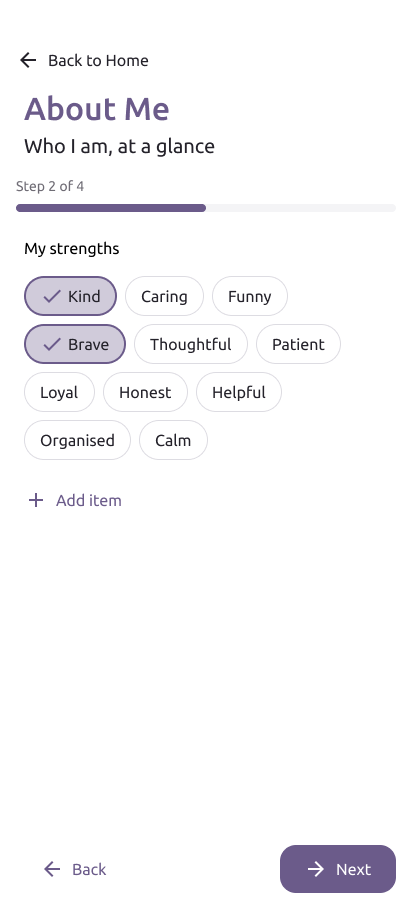 Back to Home
About Me
Who I am, at a glance
Step 2 of 4
My strengths
Kind Caring Funny
Brave Thoughtful Patient
Loyal Honest Helpful
Organised Calm
Add item
Back Next